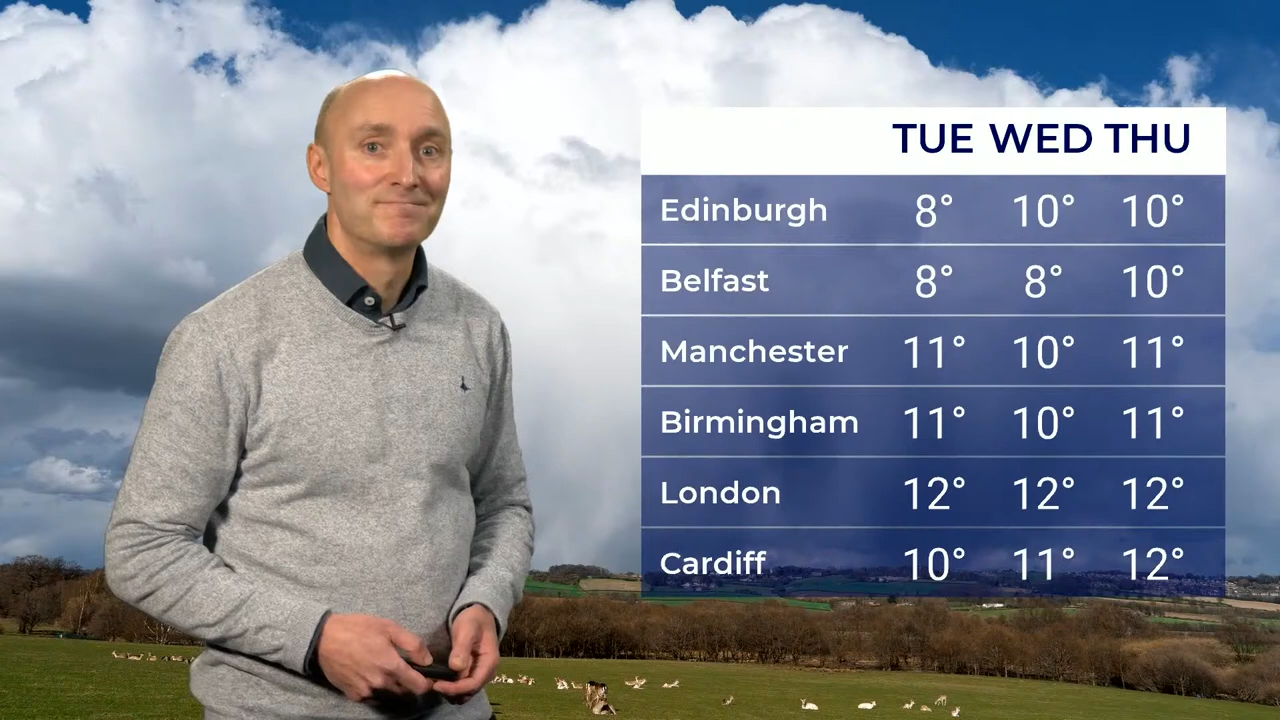 TUE WED THU
Edinburgh 8° 10° 10°
Belfast 8° 8° 10°
Manchester 11° 10° 11°
Birmingham 11° 10° 11°
London 12° 12° 12°
Cardiff 10° 11° 12°